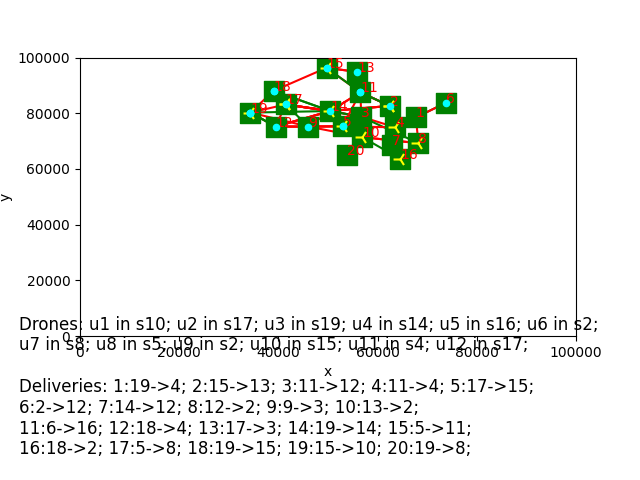 100000
80000
60000
40000
20000
0
y
0 20000 40000 60000 80000 100000
x
Drones: u1 in s10; u2 in s17; u3 in s19; u4 in s14; u5 in s16; u6 in s2;
u7 in s8; u8 in s5; u9 in s2; u10 in s15; u11 in s4; u12 in s17;
Deliveries: 1:19->4; 2:15->13; 3:11->12; 4:11->4; 5:17->15;
6:2->12; 7:14->12; 8:12->2; 9:9->3; 10:13->2;
11:6->16; 12:18->4; 13:17->3; 14:19->14; 15:5->11;
16:18->2; 17:5->8; 18:19->15; 19:15->10; 20:19->8;